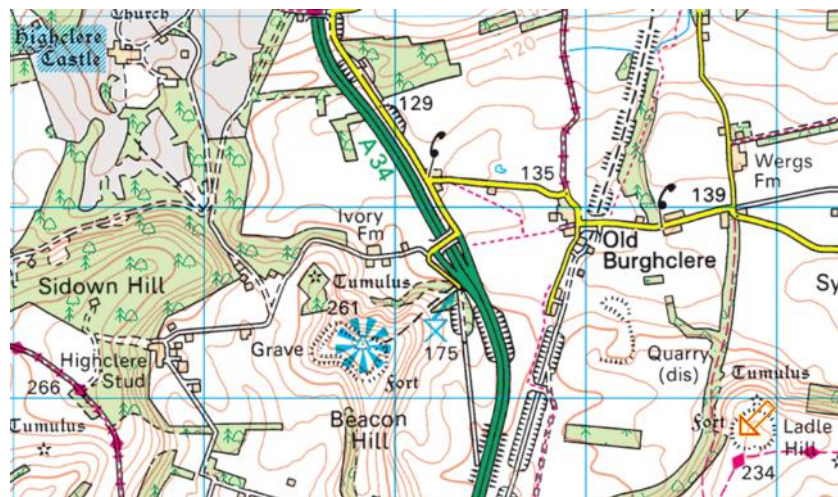 Church
Highclere
Castle
120
129
A 34
135
139
Wergs
Fm
Ivory
Fm
Old
Burghclere
Sidown Hill
Tumulus
Sy
261
Grave
175
Quarry
(dis)
Highclere
Stud
Fort
Tumulus
266
Beacon
Hill
Fort
Ladle
Hill
Tumulus
234